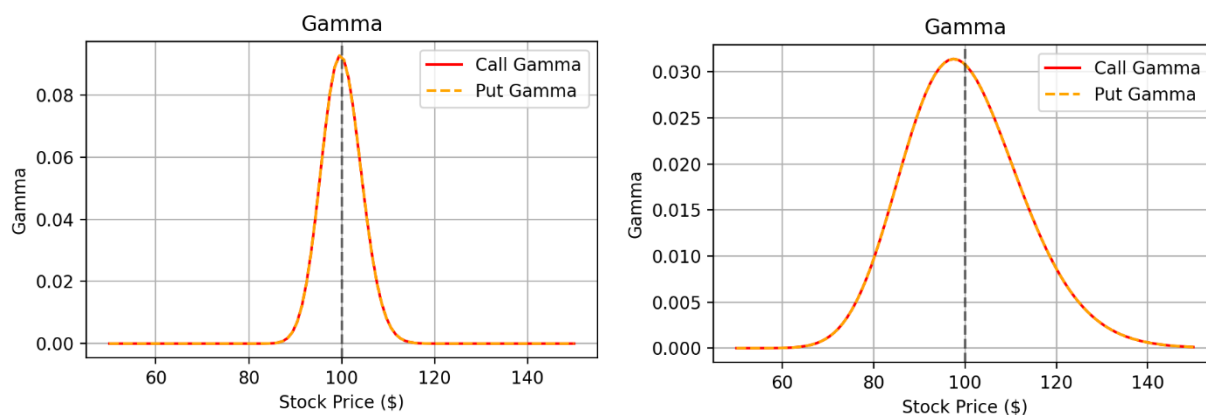 Gamma
Call Gamma
Put Gamma
0.08
0.06
0.04
0.02
0.00
Gamma
60 80 100 120 140
Stock Price ($)
Gamma
Call Gamma
Put Gamma
0.030
0.025
0.020
0.015
0.010
0.005
0.000
Gamma
60 80 100 120 140
Stock Price ($)